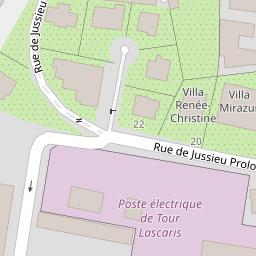 Rue de Jussieu
Villa
Renée-
Christine
Villa
Mirazur
22
20
Rue de Jussieu Prolo
Poste électrique
de Tour
Lascaris